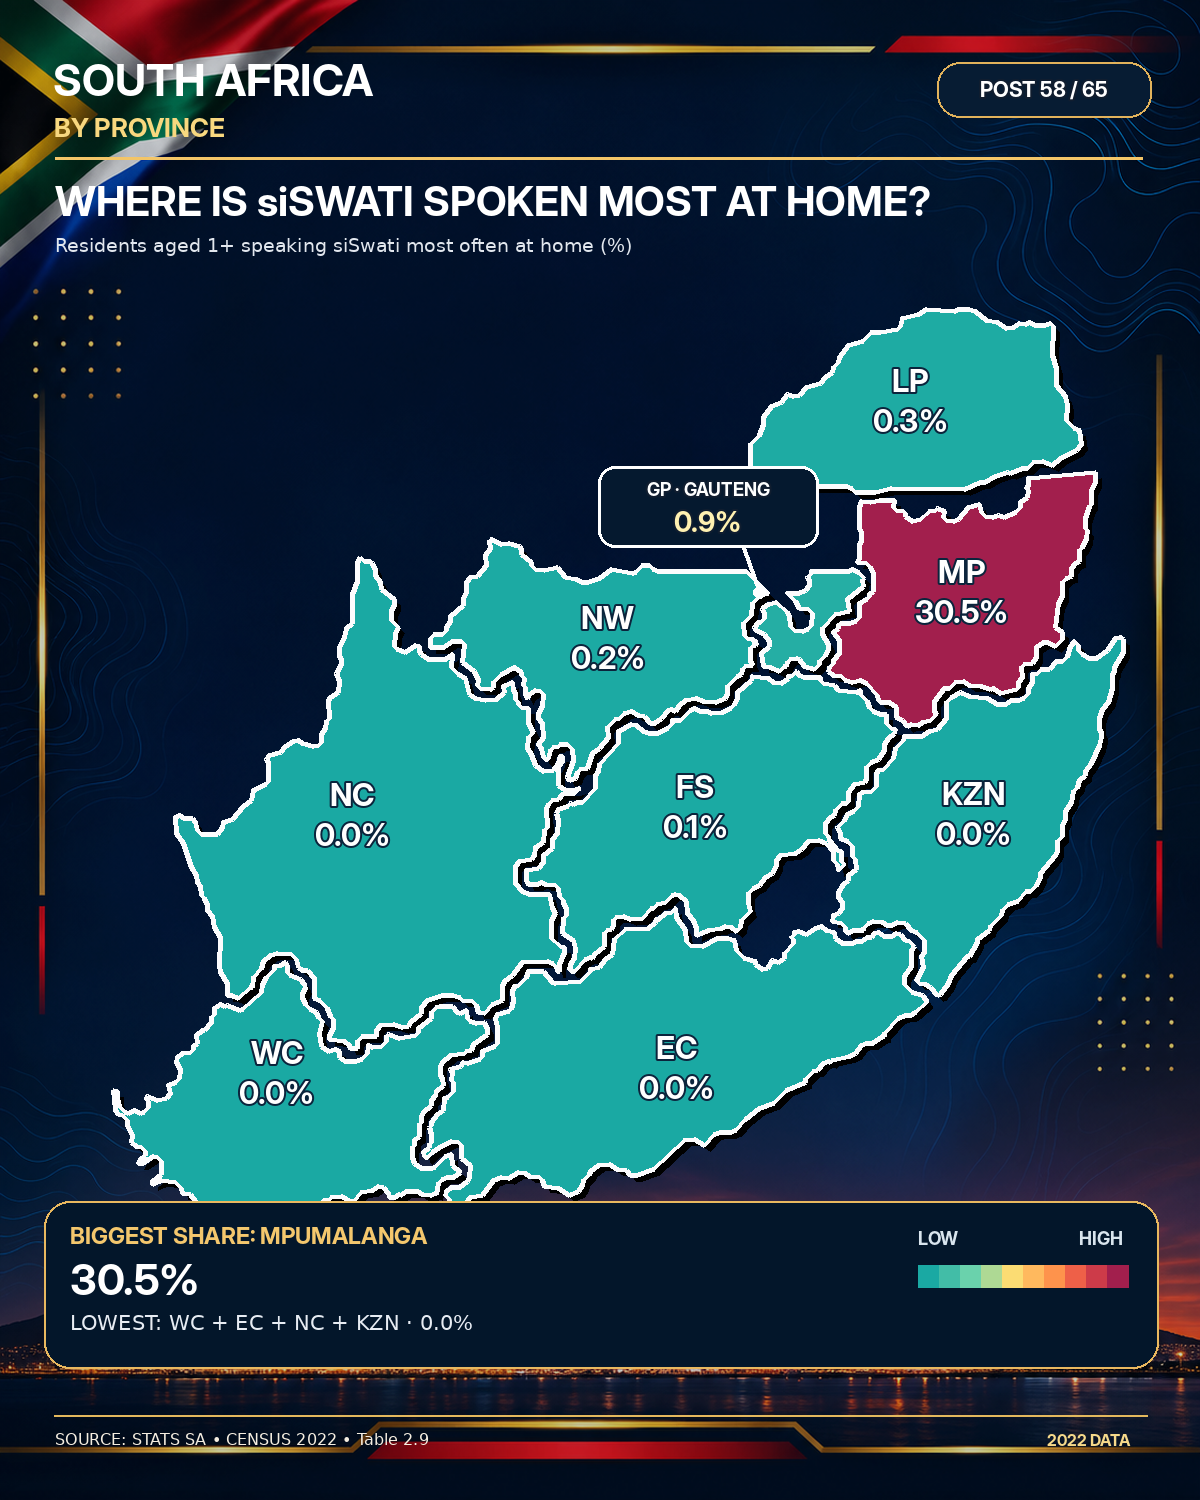 SOUTH AFRICA
BY PROVINCE
POST 58 / 65
WHERE IS siSWATI SPOKEN MOST AT HOME?
Residents aged 1+ speaking siSwati most often at home (%)
LP
0.3%
GP · GAUTENG
0.9%
MP
30.5%
NW
0.2%
NC
0.0%
FS
0.1%
KZN
0.0%
WC
0.0%
EC
0.0%
BIGGEST SHARE: MPUMALANGA
30.5%
LOWEST: WC + EC + NC + KZN · 0.0%
LOW HIGH
SOURCE: STATS SA • CENSUS 2022 • Table 2.9
2022 DATA